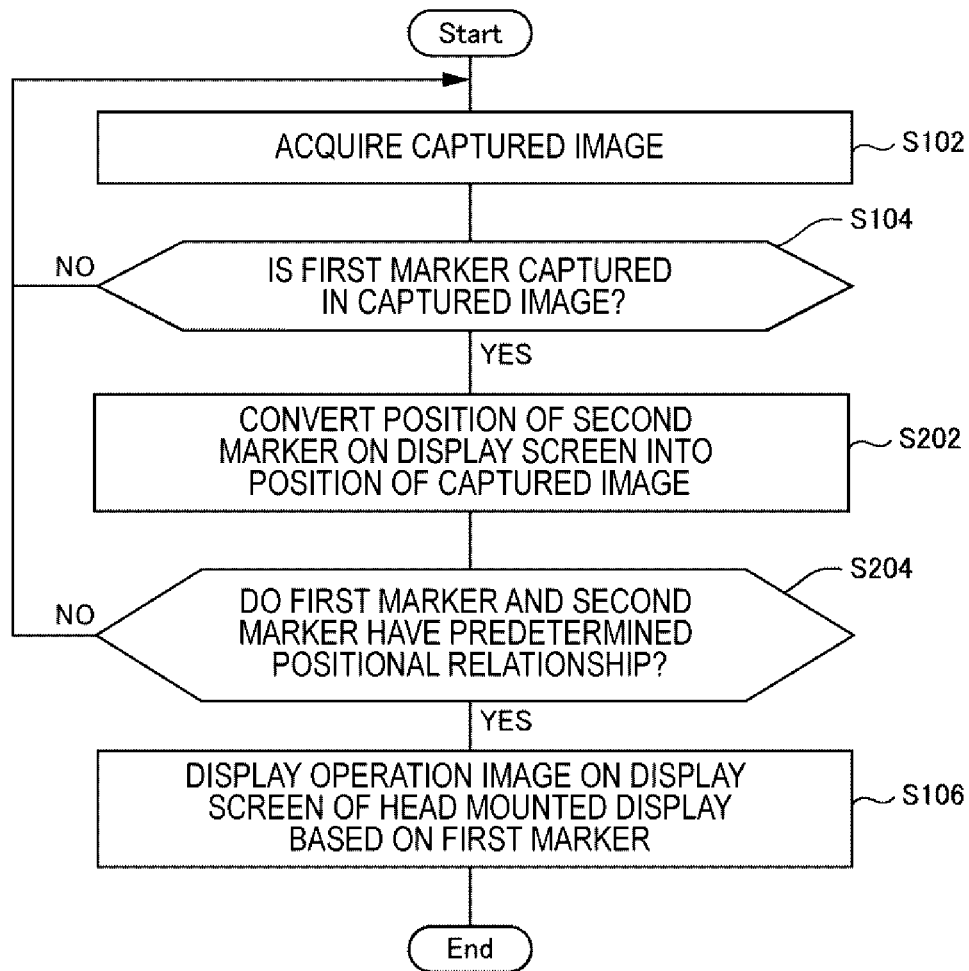 Start
ACQUIRE CAPTURED IMAGE
S102
S104
NO
IS FIRST MARKER CAPTURED
IN CAPTURED IMAGE?
YES
CONVERT POSITION OF SECOND
MARKER ON DISPLAY SCREEN INTO
POSITION OF CAPTURED IMAGE
S202
S204
NO
DO FIRST MARKER AND SECOND
MARKER HAVE PREDETERMINED
POSITIONAL RELATIONSHIP?
YES
DISPLAY OPERATION IMAGE ON DISPLAY
SCREEN OF HEAD MOUNTED DISPLAY
BASED ON FIRST MARKER
S106
End